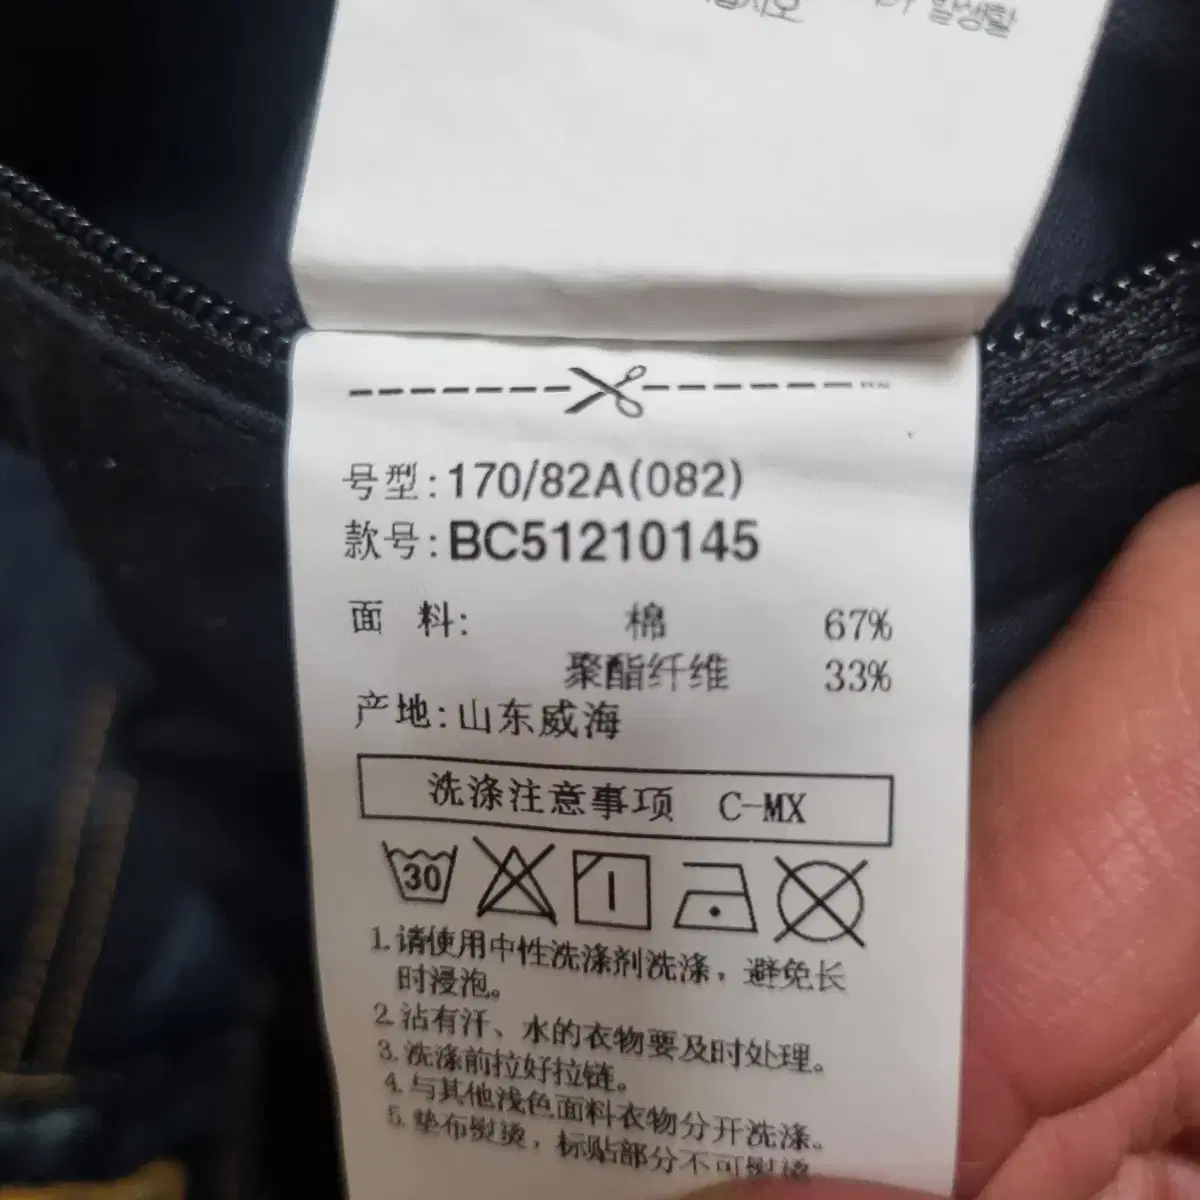 발생할
号型:170/82A(082)
款号:BC51210145
面 料: 棉 67%
聚酯纤维 33%
产地:山东威海
洗涤注意事项 C-MX
30
1.请使用中性洗涤剂洗涤，避免长
时浸泡。
2.沾有汗、水的衣物要及时处理。
3.洗涤前拉好拉链。
4.与其他浅色面料衣物分开洗涤。
5.垫布熨烫，标贴部分不可熨烫